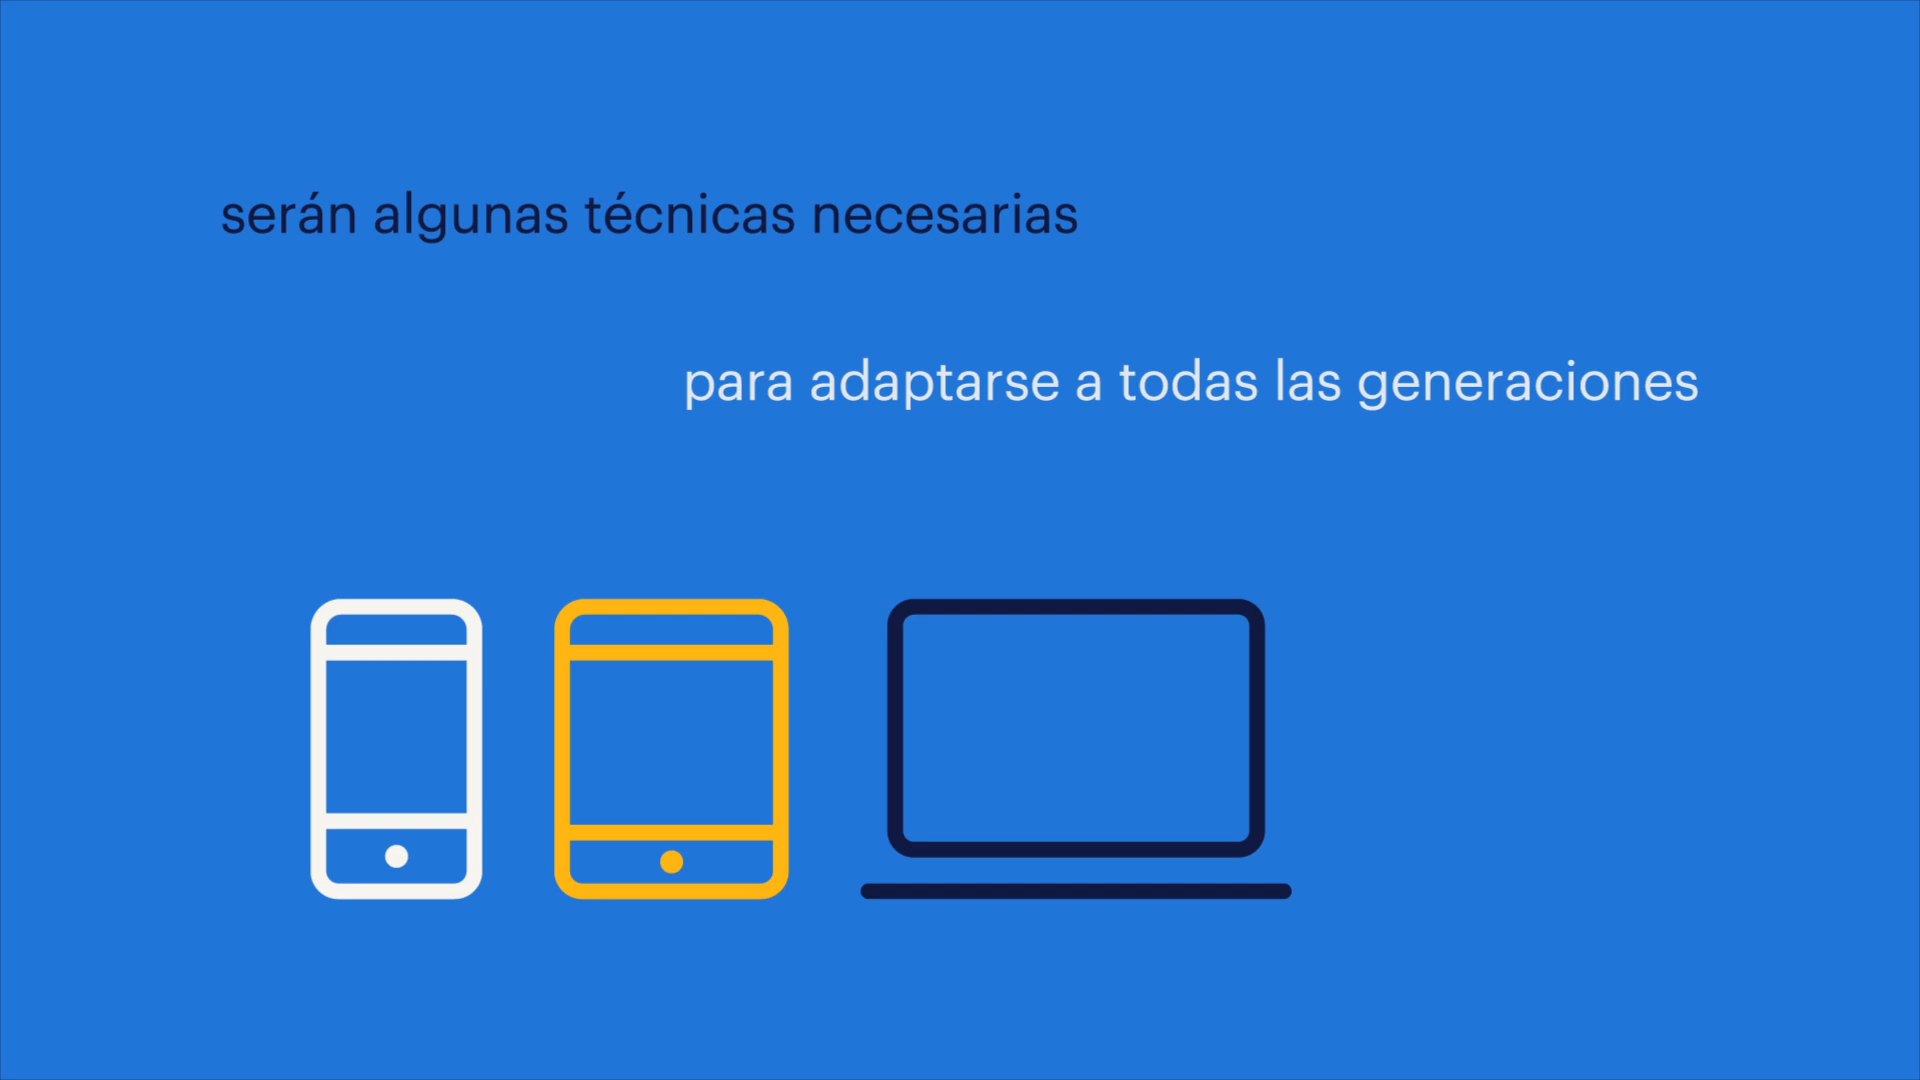 serán algunas técnicas necesarias
para adaptarse a todas las generaciones